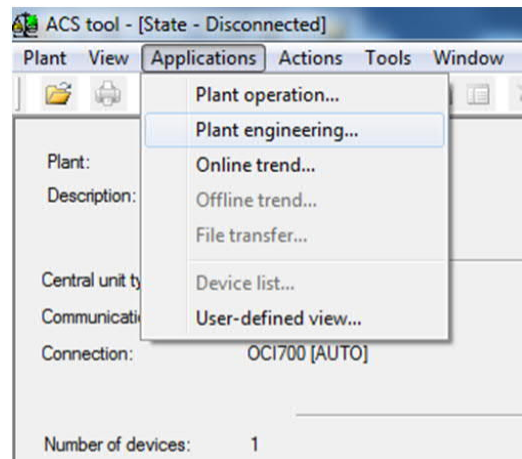 ACS tool - [State - Disconnected]
Plant View Applications Actions Tools Window
Plant operation...
Plant engineering...
Plant:
Online trend...
Description:
Offline trend...
File transfer...
Central unit
Device list...
User-defined view...
Connection: OCI700 [AUTO]
Number of devices: 1